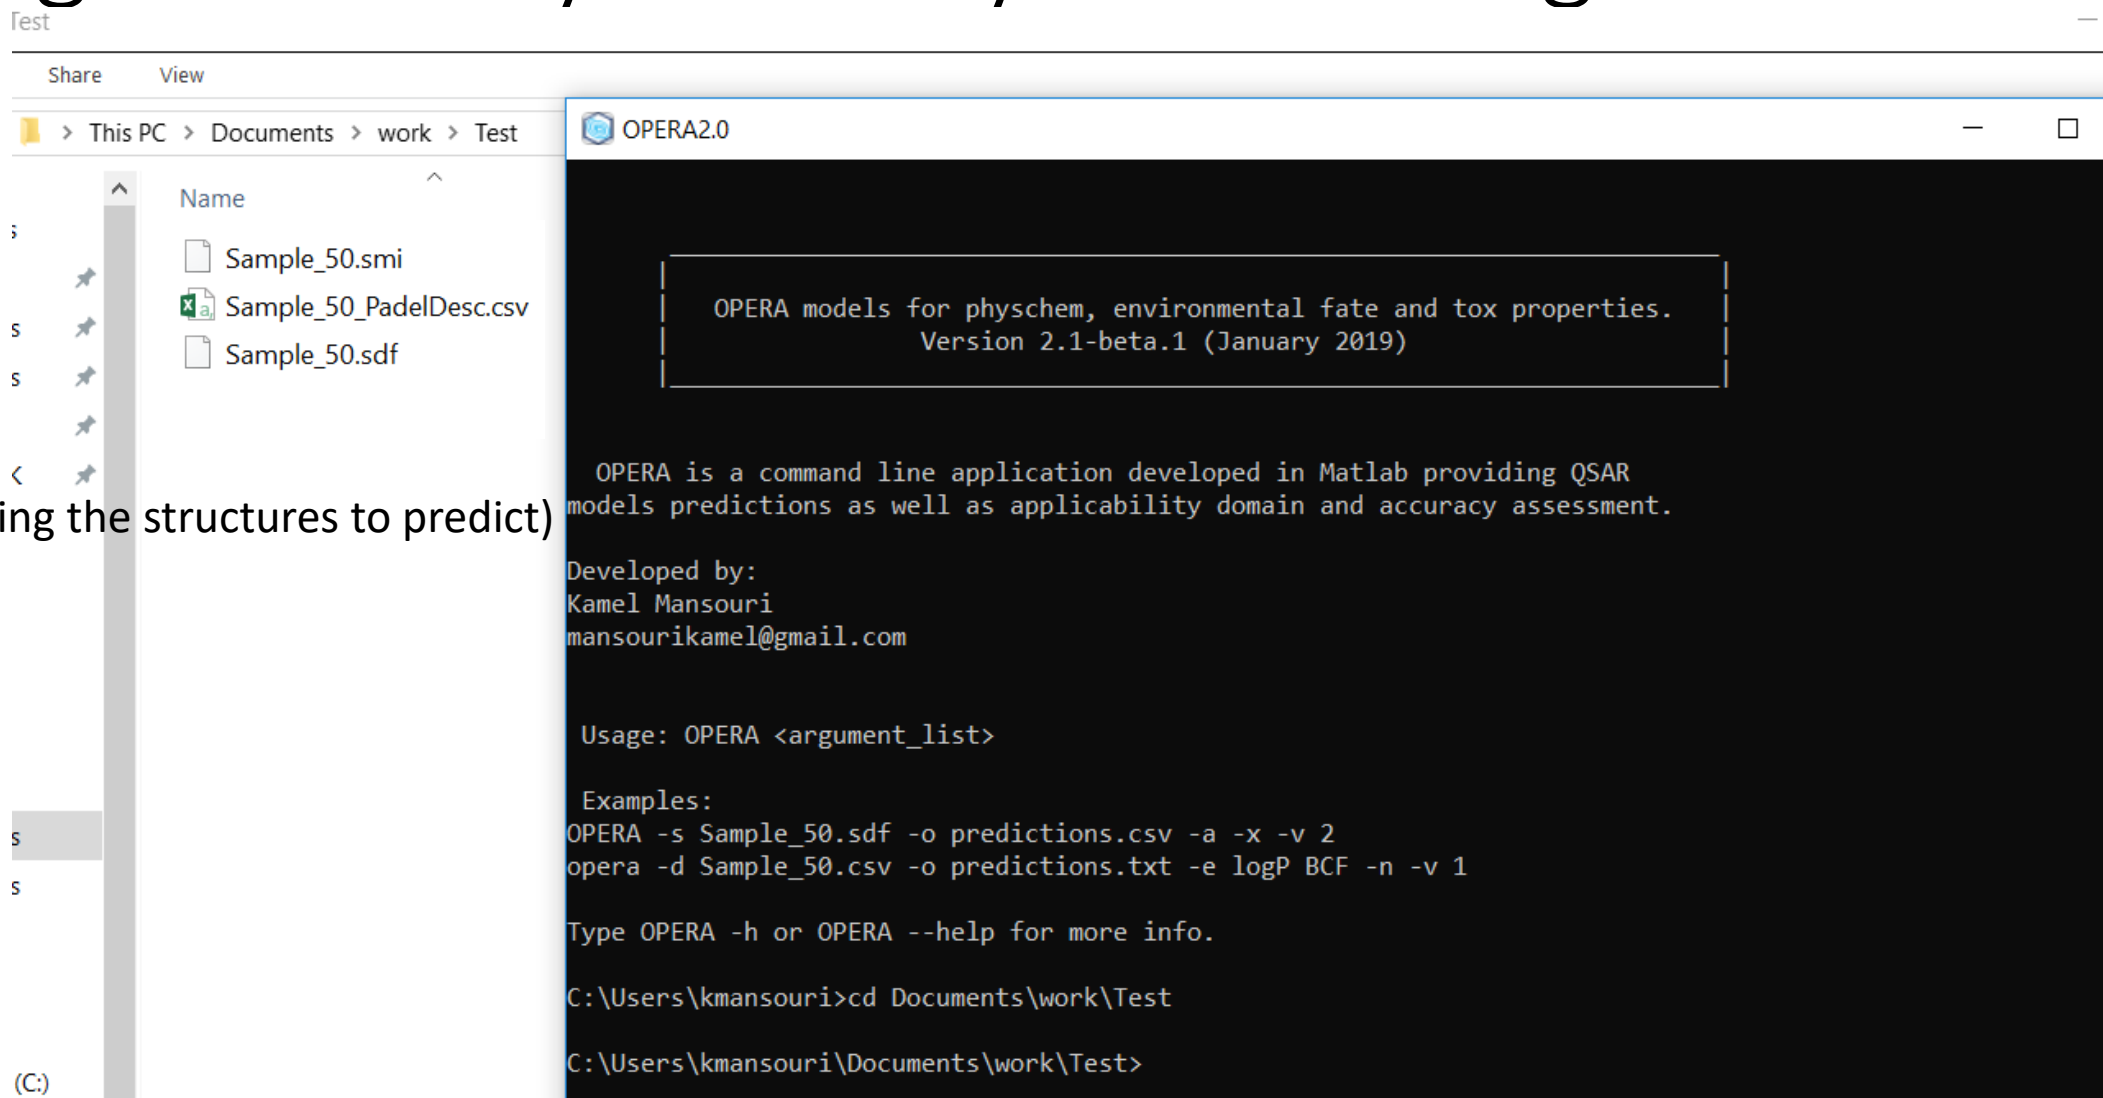 Test
Share View
> This PC > Documents > work > Test
Name
Sample_50.smi
Sample_50_PadelDesc.csv
Sample_50.sdf
ing the structures to predict)
(C:)
OPERA2.0
OPERA models for physchem, environmental fate and tox properties.
Version 2.1-beta.1 (January 2019)
OPERA is a command line application developed in Matlab providing QSAR
models predictions as well as applicability domain and accuracy assessment.
Developed by:
Kamel Mansouri
mansourikamel@gmail.com
Usage: OPERA <argument_list>
Examples:
OPERA -s Sample_50.sdf -o predictions.csv -a -x -v 2
opera -d Sample_50.csv -o predictions.txt -e logP BCF -n -v 1
Type OPERA -h or OPERA --help for more info.
C:\Users\kmansouri>cd Documents\work\Test
C:\Users\kmansouri\Documents\work\Test>